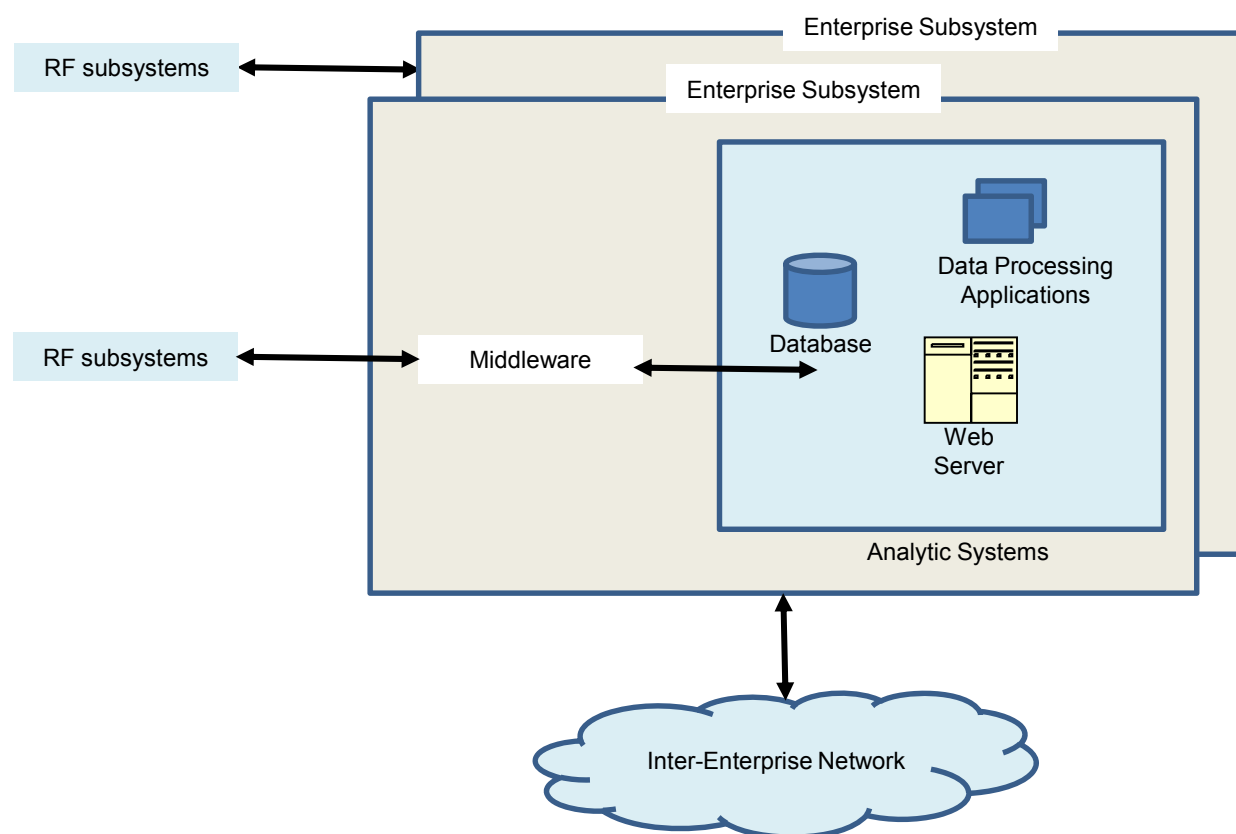 Enterprise Subsystem
RF subsystems
Enterprise Subsystem
Data Processing
Applications
Database
RF subsystems
Middleware
Web
Server
Analytic Systems
Inter-Enterprise Network